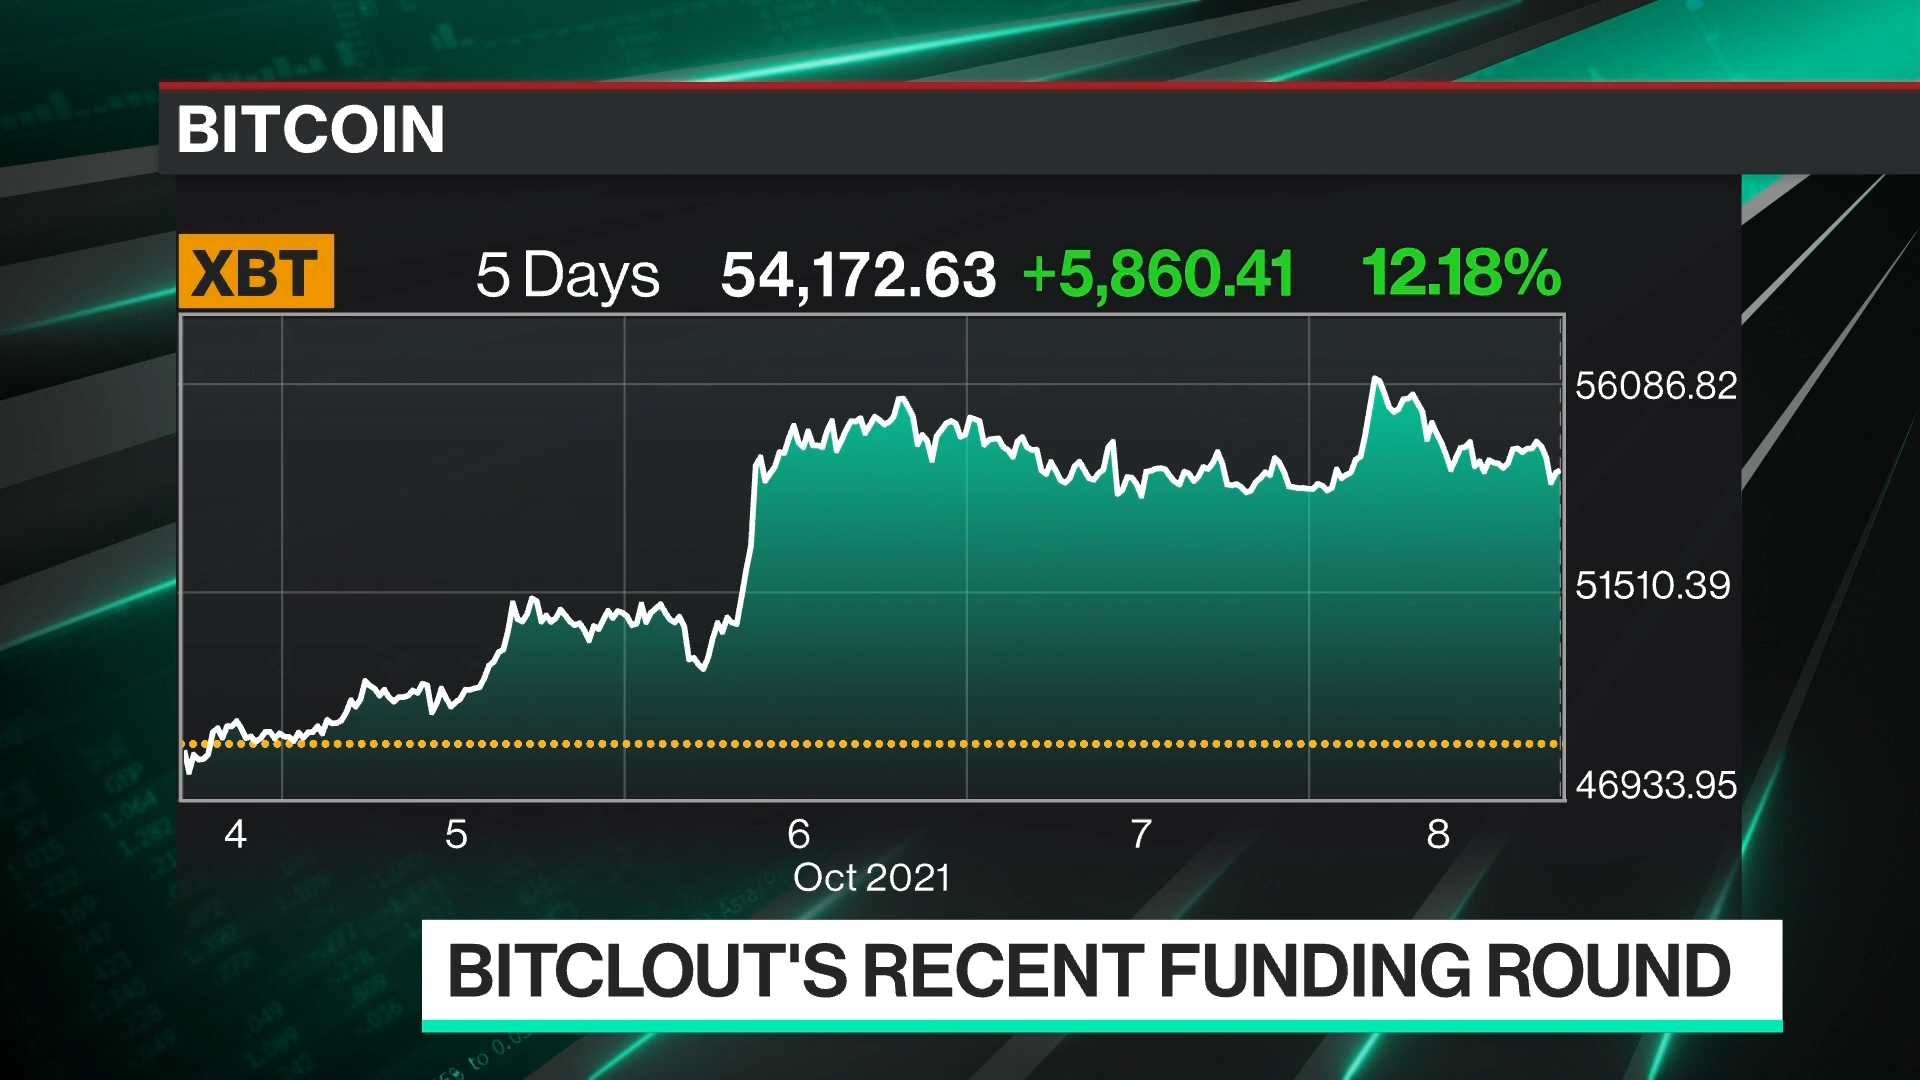 BITCOIN
XBT 5 Days 54,172.63 +5,860.41 12.18%
56086.82
51510.39
46933.95
4 5 6 7 8
Oct 2021
BITCLOUT'S RECENT FUNDING ROUND